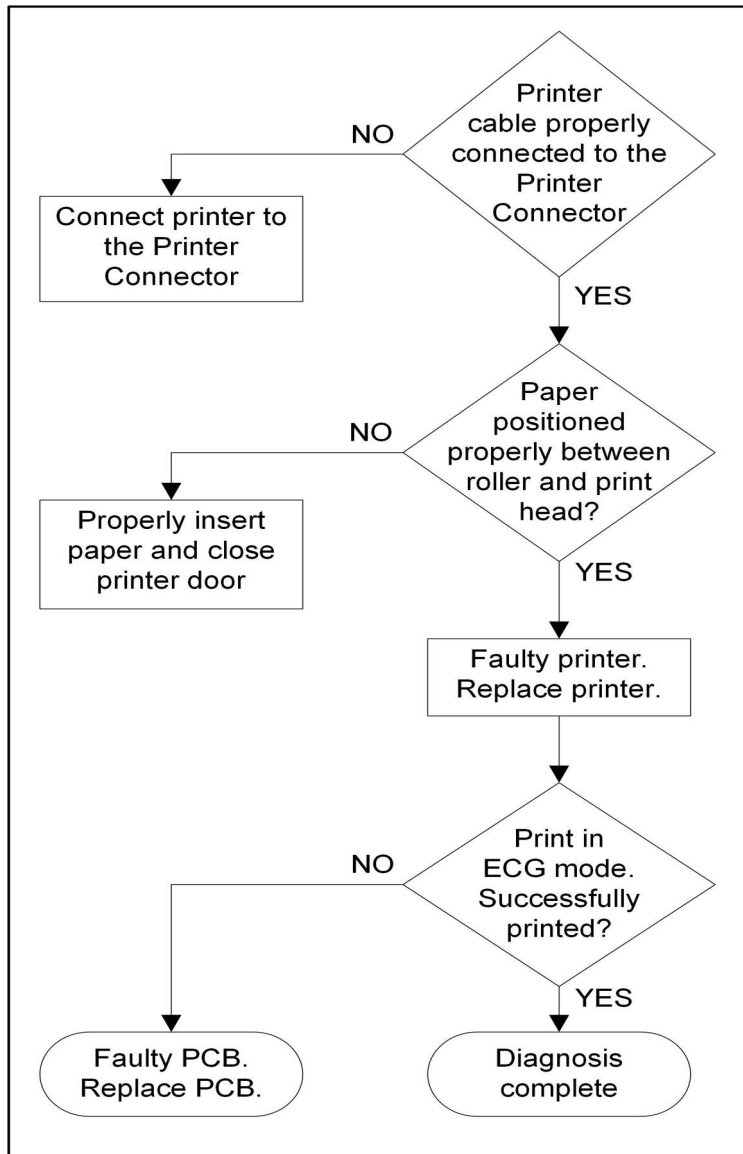 Printer
cable properly
connected to the
Printer
Connector
NO
Connect printer to
the Printer
Connector
YES
Paper
positioned
properly between
roller and print
head?
NO
Properly insert
paper and close
printer door
YES
Faulty printer.
Replace printer.
Print in
ECG mode.
Successfully
printed?
NO
YES
Faulty PCB.
Replace PCB.
Diagnosis
complete